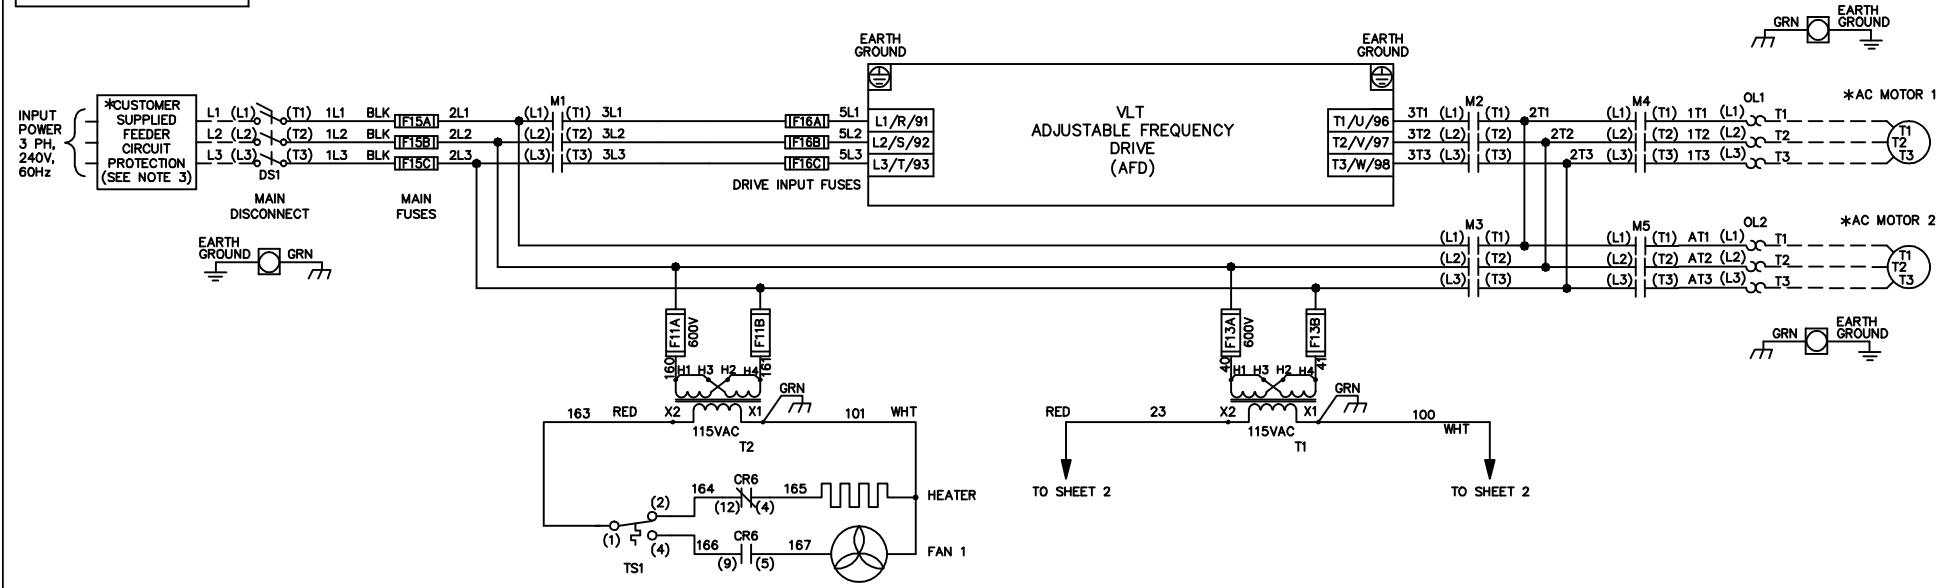 EARTH
GROUND
GRN
EARTH
GROUND
EARTH
GROUND
INPUT
POWER
3 PH,
240V,
60Hz
*CUSTOMER
SUPPLIED
FEEDER
CIRCUIT
PROTECTION
(SEE NOTE 3)
L1 (L1) (T1) 1L1 BLK F15A 2L1 (L1) M1 (T1) 3L1 F16A 5L1 L1/R/91
L2 (L2) (T2) 1L2 BLK F15B 2L2 (L2) (T2) 3L2 F16B 5L2 L2/S/92
L3 (L3) (T3) 1L3 BLK F15C 2L3 (L3) (T3) 3L3 F16C 5L3 L3/T/93
DS1
MAIN
DISCONNECT
MAIN
FUSES
DRIVE INPUT FUSES
VLT
ADJUSTABLE FREQUENCY
DRIVE
(AFD)
T1/U/96 3T1 (L1) M2 (T1) 2T1 (L1) M4 (T1) 1T1 (L1) OL1 T1
T2/V/97 3T2 (L2) (T2) 2T2 (L2) (T2) 1T2 (L2) T2
T3/W/98 3T3 (L3) (T3) 2T3 (L3) (T3) 1T3 (L3) T3
*AC MOTOR 1
T1
T2
T3
EARTH
GROUND
GRN
M3 M5 OL2
(L1) (T1) (L1) (T1) AT1 (L1) T1
(L2) (T2) (L2) (T2) AT2 (L2) T2
(L3) (T3) (L3) (T3) AT3 (L3) T3
*AC MOTOR 2
T1
T2
T3
GRN
EARTH
GROUND
F11A
600V
F11B
160
161
H1 H3 H2 H4
GRN
163 RED X2 X1 101 WHT
115VAC
T2
F13A
600V
F13B
40
41
H1 H3 H2 H4
GRN
RED 23 X2 X1 100
WHT
115VAC
T1
TO SHEET 2
TO SHEET 2
164 CR6 165
(2) (12) (4)
HEATER
(1)
(4)
TS1
166 CR6 167
(9) (5)
FAN 1